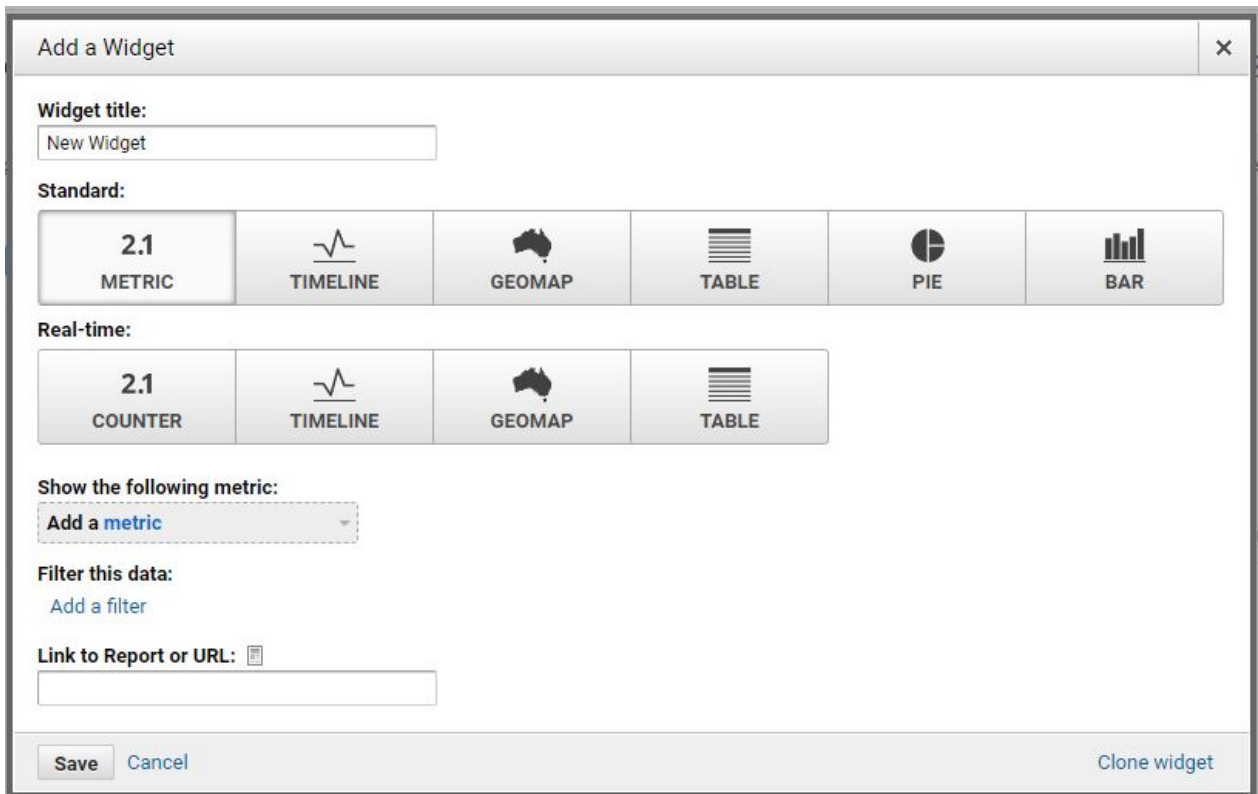 Add a Widget
Widget title:
New Widget
Standard:
2.1 METRIC
TIMELINE
GEOMAP
TABLE
PIE
BAR
Real-time:
2.1 COUNTER
TIMELINE
GEOMAP
TABLE
Show the following metric:
Add a metric
Filter this data:
Add a filter
Link to Report or URL:
Save Cancel Clone widget